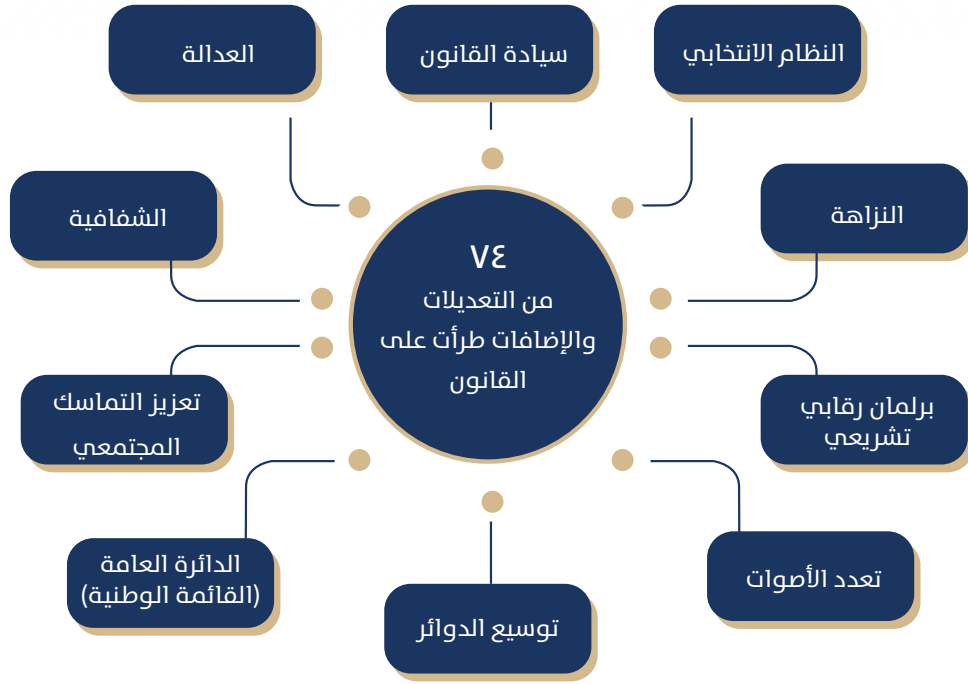 النظام الانتخابي
سيادة القانون
العدالة
النزاهة
الشفافية
٧٤
من التعديلات
والإضافات طرأت على
القانون
برلمان رقابي
تشريعي
تعزيز التماسك
المجتمعي
تعدد الأصوات
توسيع الدوائر
الدائرة العامة
(القائمة الوطنية)